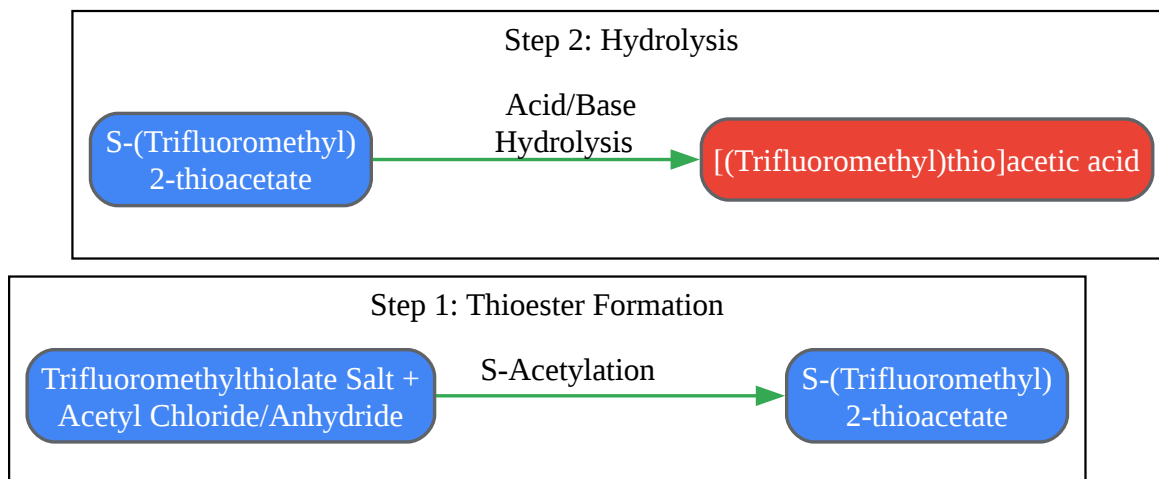 Step 2: Hydrolysis
S-(Trifluoromethyl)
2-thioacetate
Acid/Base
Hydrolysis
[(Trifluoromethyl)thio]acetic acid
Step 1: Thioester Formation
Trifluoromethylthiolate Salt +
Acetyl Chloride/Anhydride
S-Acetylation
S-(Trifluoromethyl)
2-thioacetate